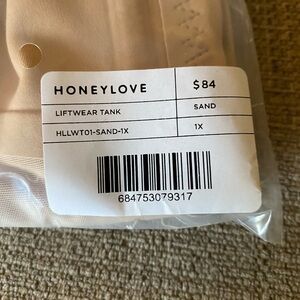 HONEYLOVE $84
LIFTWEAR TANK SAND
HLLWT01-SAND-1X 1X
684753079317